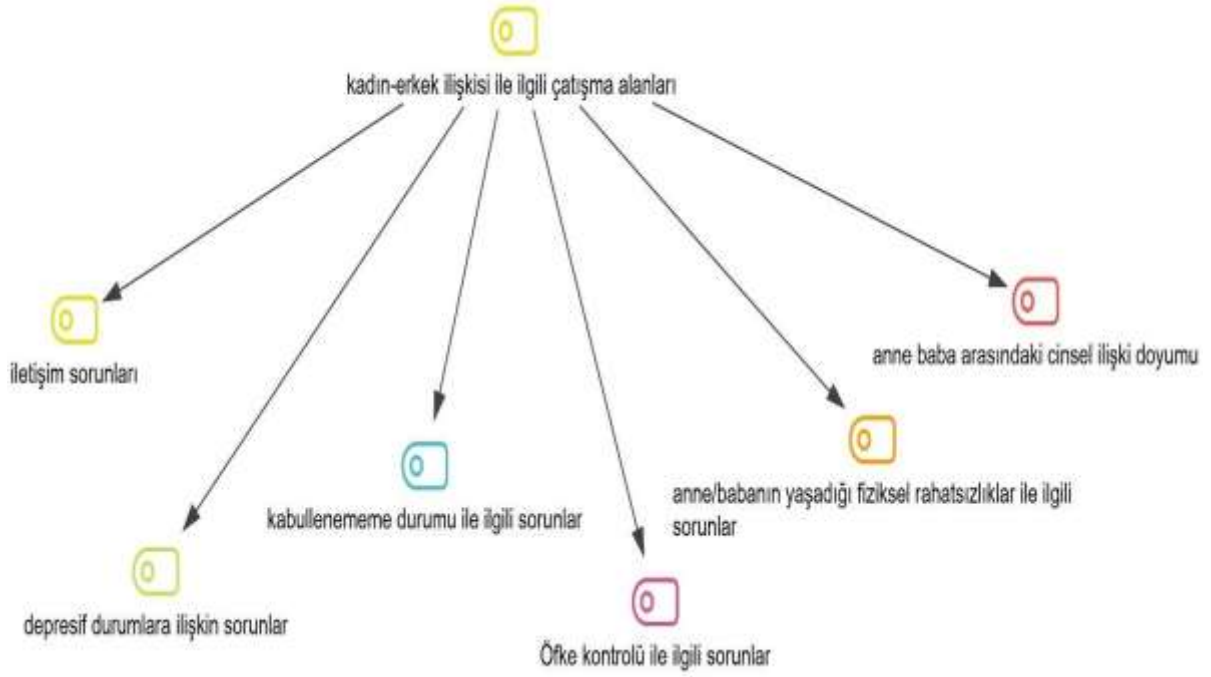 kadın-erkek ilişkisi ile ilgili çatışma alanları
iletişim sorunları
anne baba arasındaki cinsel ilişki doyumu
kabullenememe durumu ile ilgili sorunlar
anne/babanın yaşadığı fiziksel rahatsızlıklar ile ilgili
sorunlar
depresif durumlara ilişkin sorunlar
Öfke kontrolü ile ilgili sorunlar